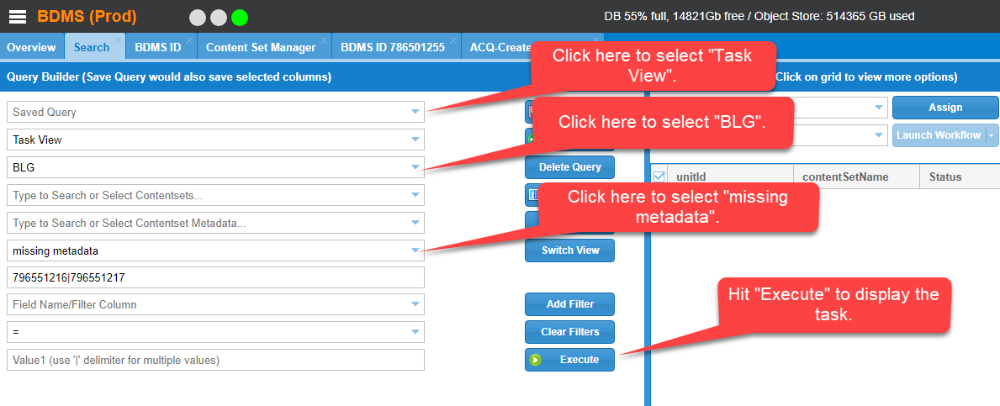 BDMS (Prod)
DB 55% full, 14821Gb free / Object Store: 514365 GB used
Overview
Search
BDMS ID
Content Set Manager
BDMS ID 786501255
ACQ-Create
Query Builder (Save Query would also save selected columns)
Click on grid to view more options)
Click here to select "Task
View".
Saved Query
Assign
Click here to select "BLG".
Task View
Launch Workflow
BLG
Delete Query
unitId
contentSetName
Status
Type to Search or Select Contentsets...
Click here to select "missing
metadata".
Type to Search or Select Contentset Metadata...
missing metadata
Switch View
796551216|796551217
Hit "Execute" to display the
task.
Field Name/Filter Column
Add Filter
=
Clear Filters
Value1 (use '|' delimiter for multiple values)
Execute